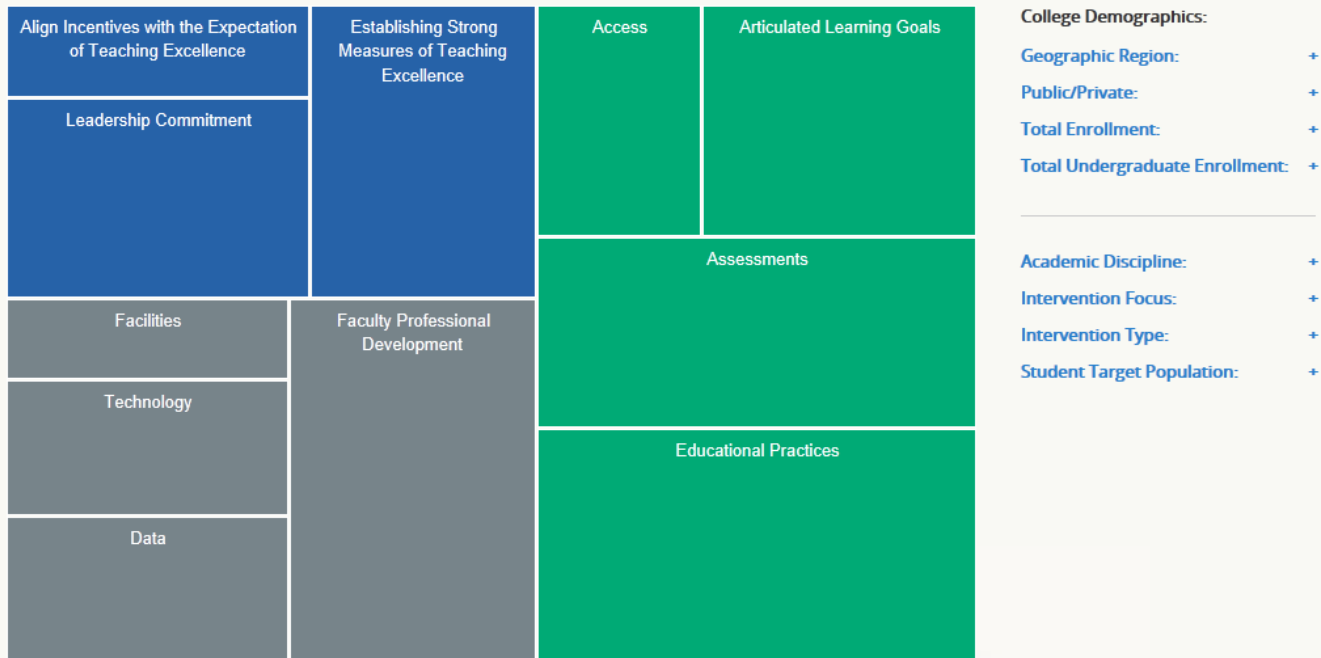 Align Incentives with the Expectation
of Teaching Excellence
Leadership Commitment
Establishing Strong
Measures of Teaching
Excellence
Facilities
Technology
Data
Faculty Professional
Development
Access
Articulated Learning Goals
Assessments
Educational Practices
College Demographics:
Geographic Region: +
Public/Private: +
Total Enrollment: +
Total Undergraduate Enrollment: +
Academic Discipline: +
Intervention Focus: +
Intervention Type: +
Student Target Population: +